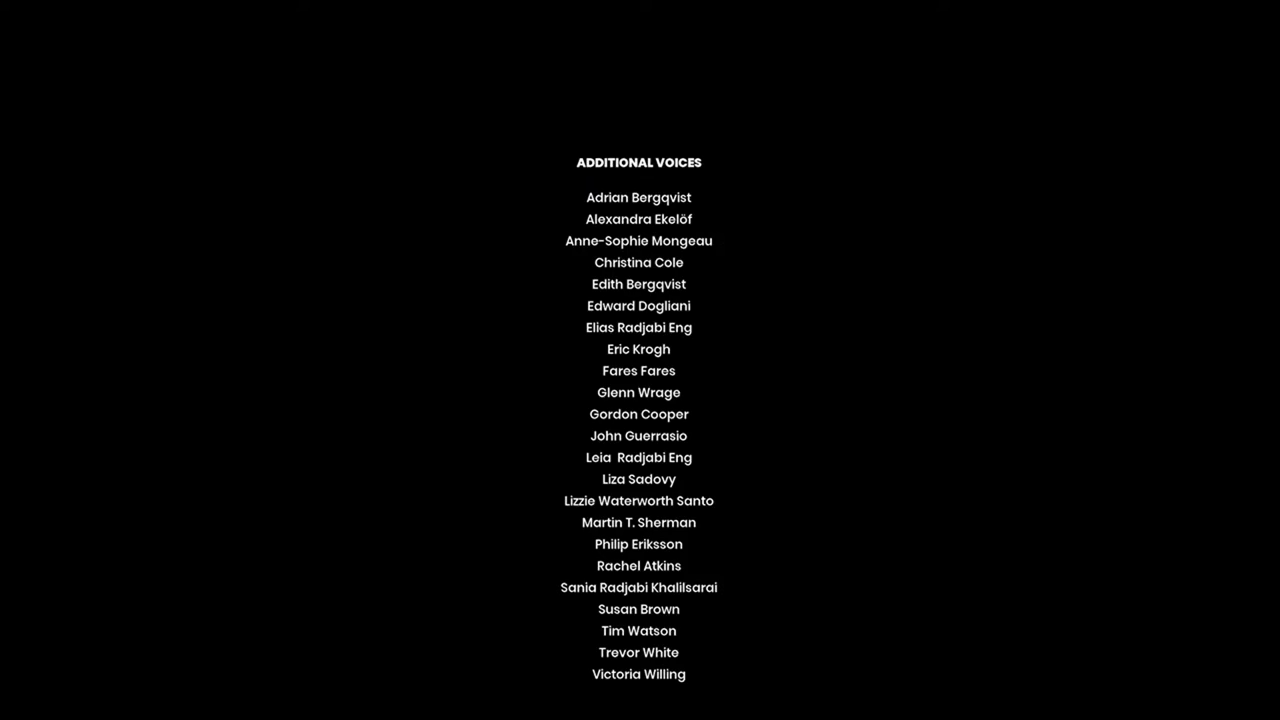 ADDITIONAL VOICES
Adrian Bergqvist
Alexandra Ekelöf
Anne-Sophie Mongeau
Christina Cole
Edith Bergqvist
Edward Dogliani
Elias Radjabi Eng
Eric Krogh
Fares Fares
Glenn Wrage
Gordon Cooper
John Guerrasio
Leia  Radjabi Eng
Liza Sadovy
Lizzie Waterworth Santo
Martin T. Sherman
Philip Eriksson
Rachel Atkins
Sania Radjabi Khalilsarai
Susan Brown
Tim Watson
Trevor White
Victoria Willing